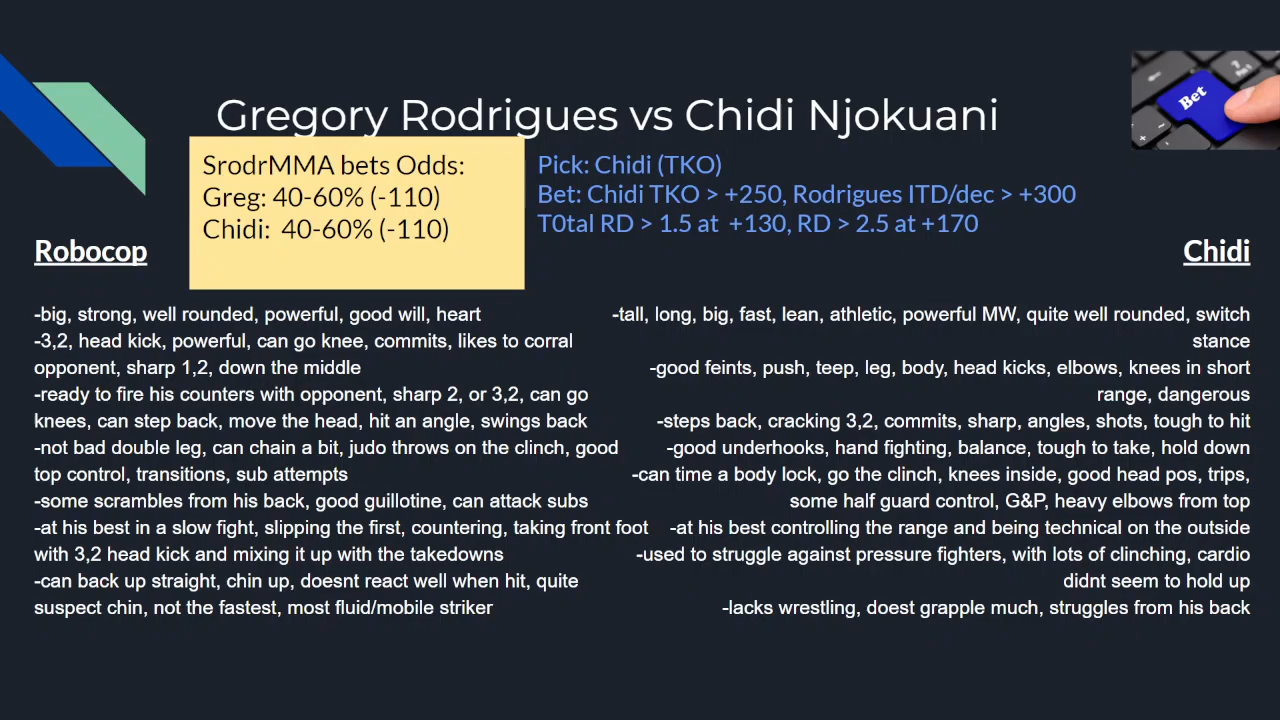 Gregory Rodrigues vs Chidi Njokuani
Bet
SrodrMMA bets Odds:
Greg: 40-60% (-110)
Chidi: 40-60% (-110)
Pick: Chidi (TKO)
Bet: Chidi TKO > +250, Rodrigues ITD/dec > +300
T0tal RD > 1.5 at +130, RD > 2.5 at +170
Robocop
-big, strong, well rounded, powerful, good will, heart
-3,2, head kick, powerful, can go knee, commits, likes to corral
opponent, sharp 1,2, down the middle
-ready to fire his counters with opponent, sharp 2, or 3,2, can go
knees, can step back, move the head, hit an angle, swings back
-not bad double leg, can chain a bit, judo throws on the clinch, good
top control, transitions, sub attempts
-some scrambles from his back, good guillotine, can attack subs
-at his best in a slow fight, slipping the first, countering, taking front foot
with 3,2 head kick and mixing it up with the takedowns
-can back up straight, chin up, doesnt react well when hit, quite
suspect chin, not the fastest, most fluid/mobile striker
Chidi
-tall, long, big, fast, lean, athletic, powerful MW, quite well rounded, switch
stance
-good feints, push, teep, leg, body, head kicks, elbows, knees in short
range, dangerous
-steps back, cracking 3,2, commits, sharp, angles, shots, tough to hit
-good underhooks, hand fighting, balance, tough to take, hold down
-can time a body lock, go the clinch, knees inside, good head pos, trips,
some half guard control, G&P, heavy elbows from top
-at his best controlling the range and being technical on the outside
-used to struggle against pressure fighters, with lots of clinching, cardio
didnt seem to hold up
-lacks wrestling, doest grapple much, struggles from his back